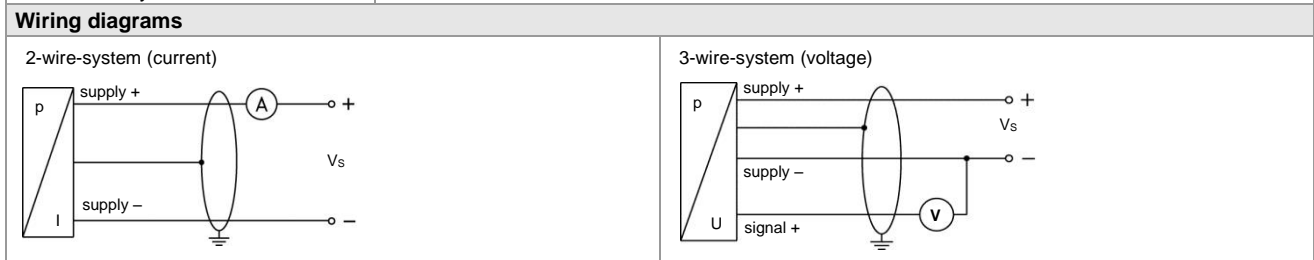 Wiring diagrams
2-wire-system (current)
p
supply +
A
+
VS
supply –
I
–
3-wire-system (voltage)
p
supply +
+
VS
–
supply –
V
U
signal +